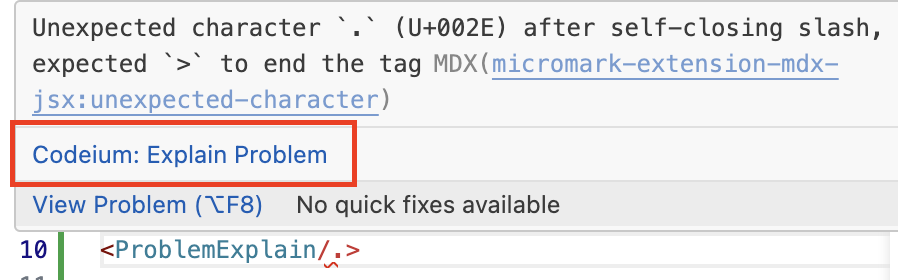 Unexpected character `.` (U+002E) after self-closing slash,
expected `>` to end the tag MDX(micromark-extension-mdx-
jsx:unexpected-character)
Codeium: Explain Problem
View Problem (⌥F8) No quick fixes available
10 <ProblemExplain/.>